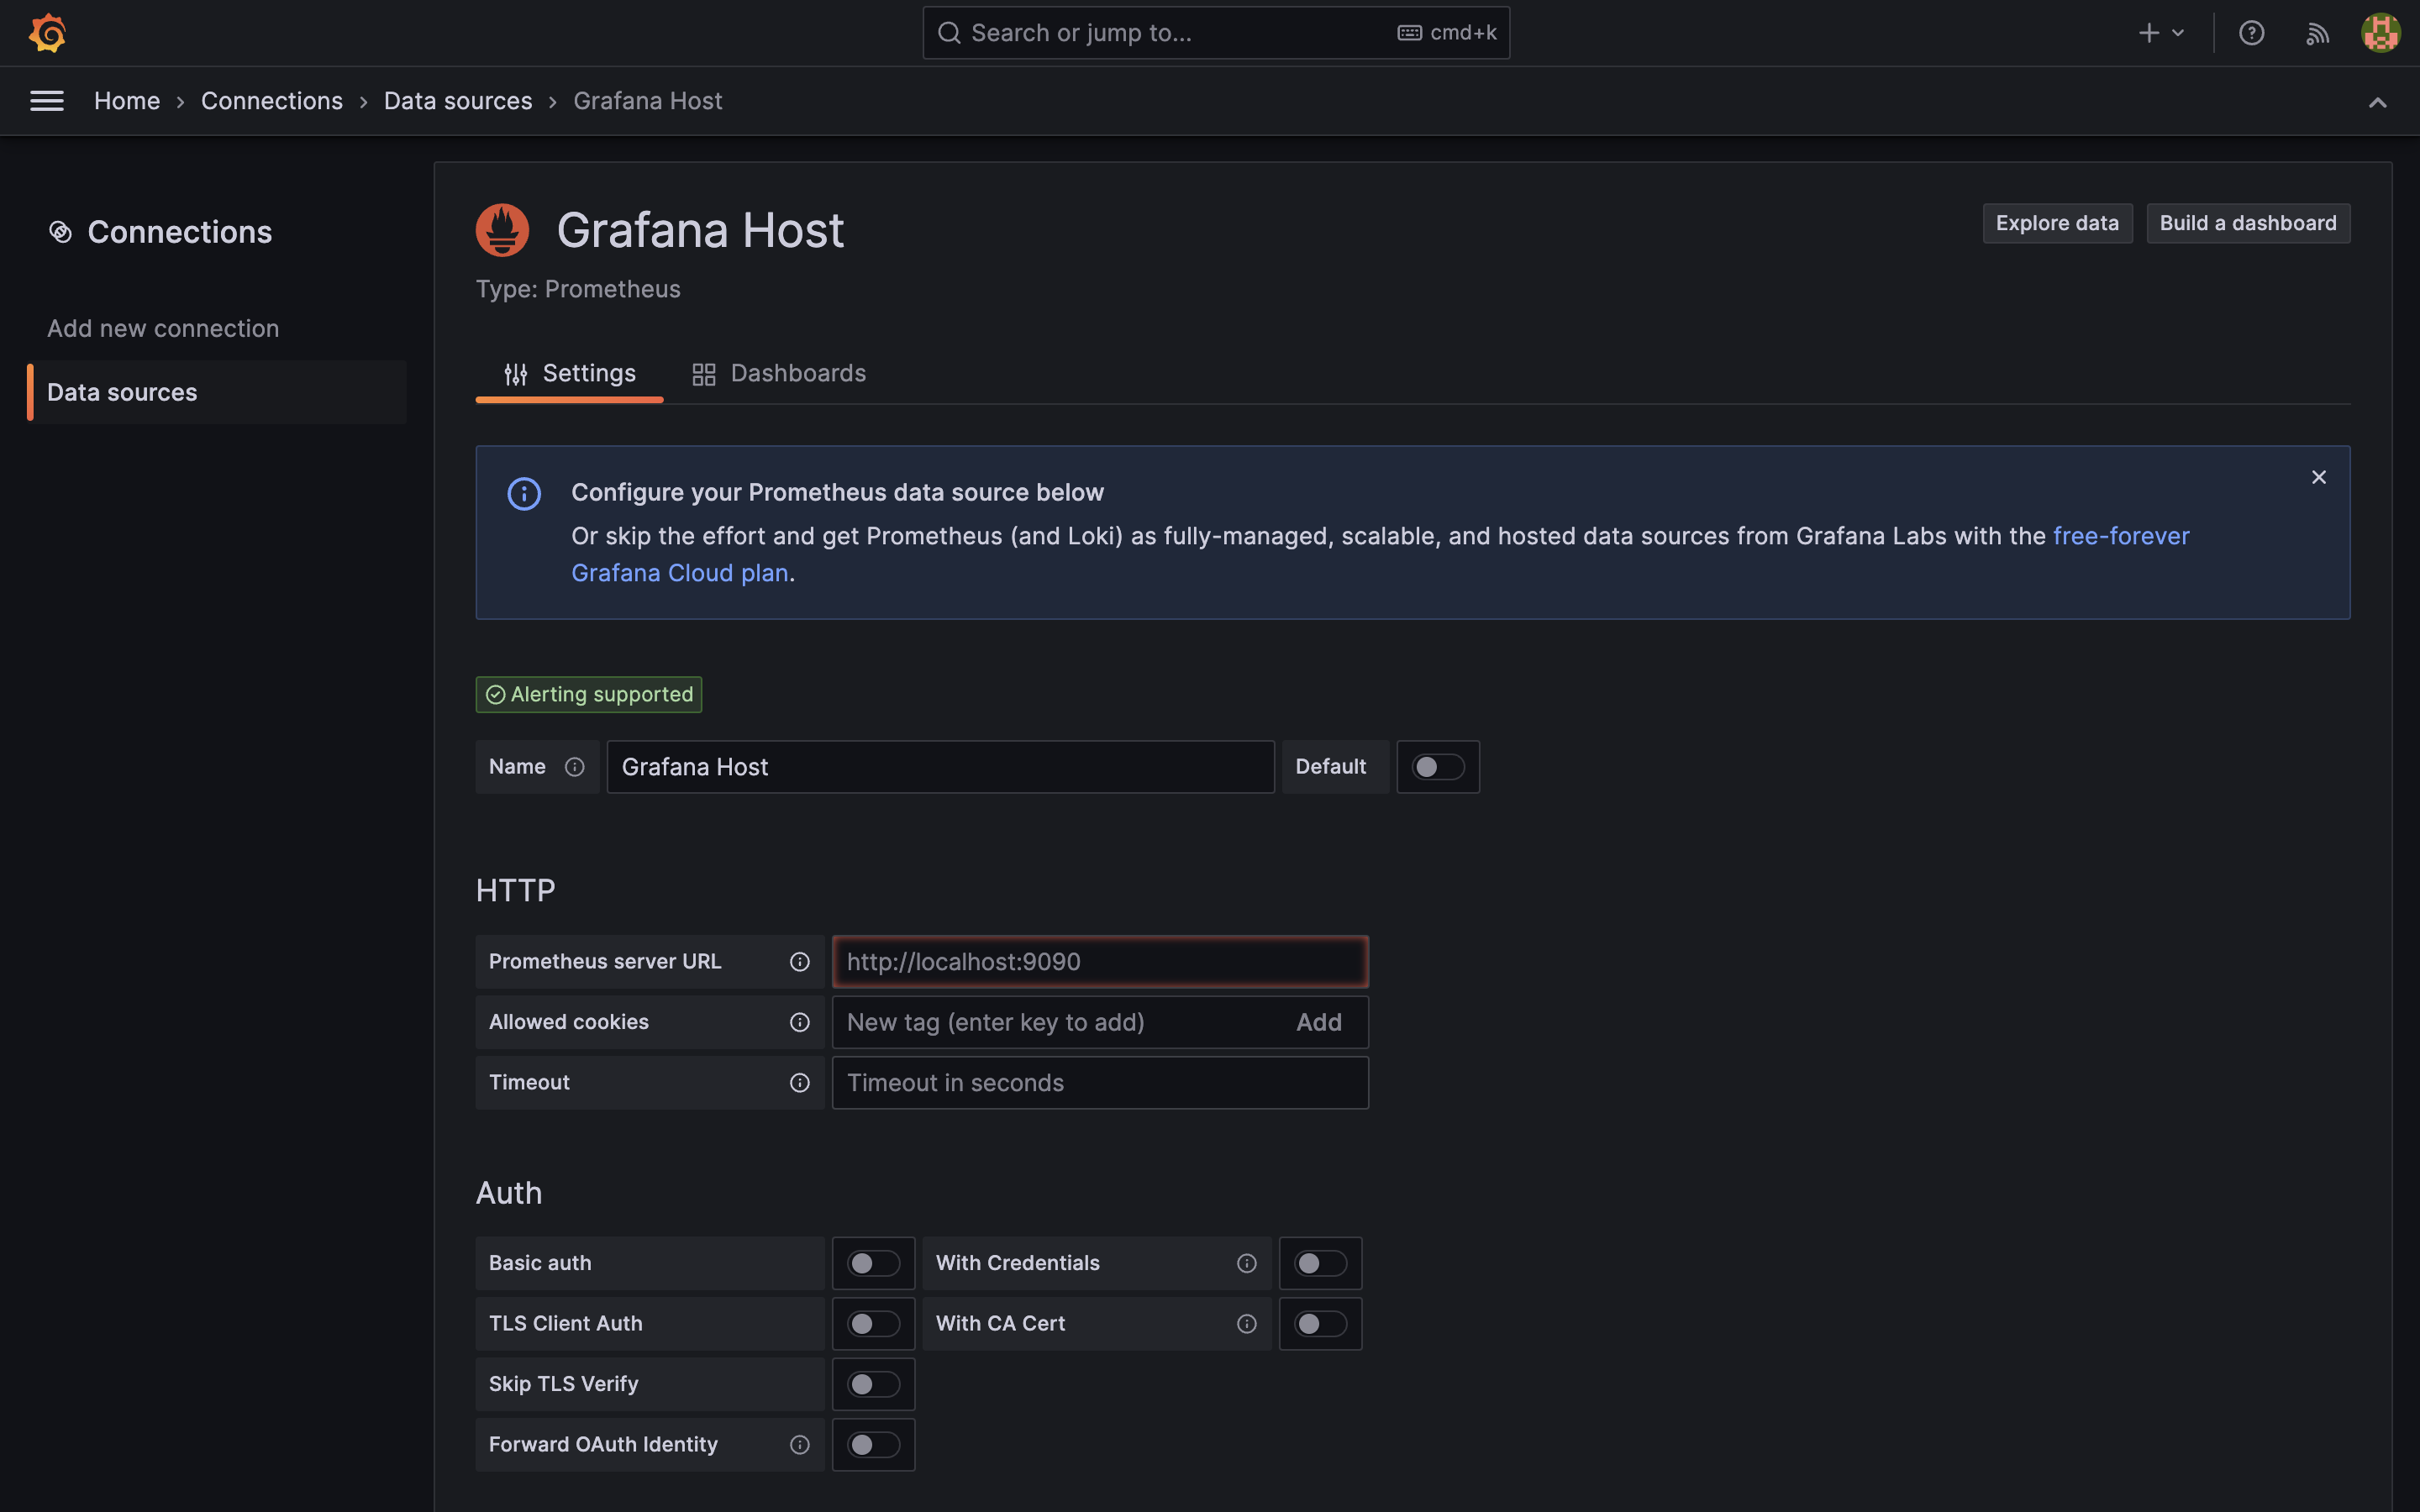 Search or jump to... cmd+k
Home › Connections › Data sources › Grafana Host
Connections
Add new connection
Data sources
Grafana Host
Explore data
Build a dashboard
Type: Prometheus
Settings
Dashboards
Configure your Prometheus data source below
Or skip the effort and get Prometheus (and Loki) as fully-managed, scalable, and hosted data sources from Grafana Labs with the free-forever
Grafana Cloud plan.
Alerting supported
Name Grafana Host Default
HTTP
Prometheus server URL http://localhost:9090
Allowed cookies New tag (enter key to add) Add
Timeout Timeout in seconds
Auth
Basic auth With Credentials
TLS Client Auth With CA Cert
Skip TLS Verify
Forward OAuth Identity